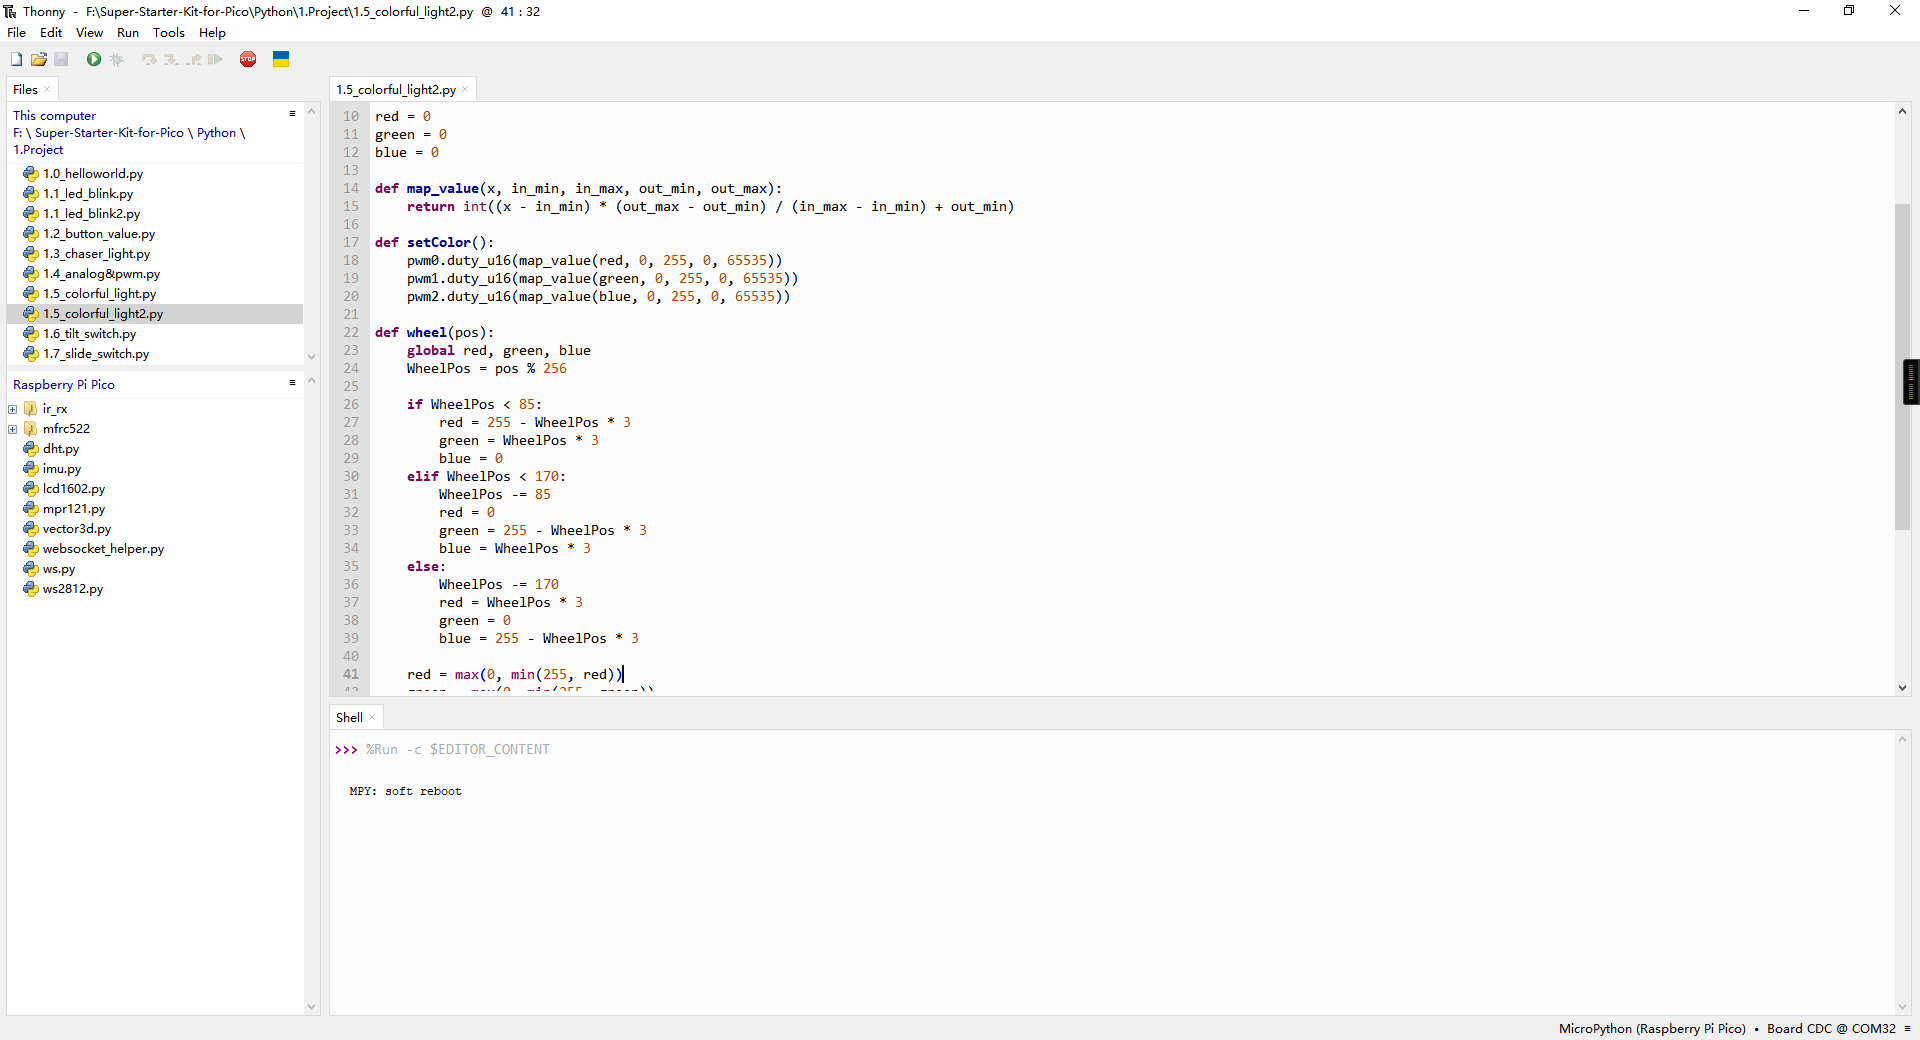 Thonny - F:\Super-Starter-Kit-for-Pico\Python\1.Project\1.5_colorful_light2.py @ 41 : 32
File Edit View Run Tools Help
STOP
Files
This computer
F: \ Super-Starter-Kit-for-Pico \ Python \
1.Project
1.0_helloworld.py
1.1_led_blink.py
1.1_led_blink2.py
1.2_button_value.py
1.3_chaser_light.py
1.4_analog&pwm.py
1.5_colorful_light.py
1.5_colorful_light2.py
1.6_tilt_switch.py
1.7_slide_switch.py
Raspberry Pi Pico
ir_rx
mfrc522
dht.py
imu.py
lcd1602.py
mpr121.py
vector3d.py
websocket_helper.py
ws.py
ws2812.py
1.5_colorful_light2.py
10 red = 0
11 green = 0
12 blue = 0
13
14 def map_value(x, in_min, in_max, out_min, out_max):
15     return int((x - in_min) * (out_max - out_min) / (in_max - in_min) + out_min)
16
17 def setColor():
18     pwm0.duty_u16(map_value(red, 0, 255, 0, 65535))
19     pwm1.duty_u16(map_value(green, 0, 255, 0, 65535))
20     pwm2.duty_u16(map_value(blue, 0, 255, 0, 65535))
21
22 def wheel(pos):
23     global red, green, blue
24     WheelPos = pos % 256
25
26     if WheelPos < 85:
27         red = 255 - WheelPos * 3
28         green = WheelPos * 3
29         blue = 0
30     elif WheelPos < 170:
31         WheelPos -= 85
32         red = 0
33         green = 255 - WheelPos * 3
34         blue = WheelPos * 3
35     else:
36         WheelPos -= 170
37         red = WheelPos * 3
38         green = 0
39         blue = 255 - WheelPos * 3
40
41     red = max(0, min(255, red))
42     green = max(0, min(255, green))
Shell
>>> %Run -c $EDITOR_CONTENT
MPY: soft reboot
MicroPython (Raspberry Pi Pico) • Board CDC @ COM32 ≡